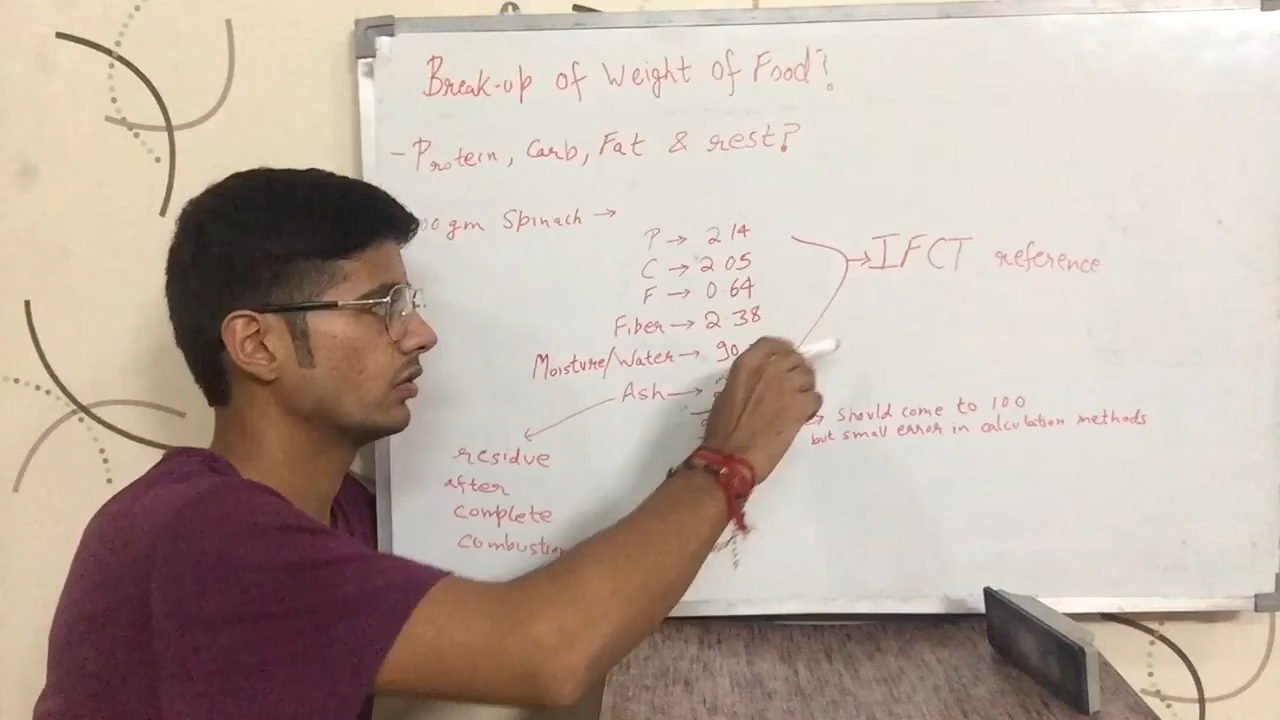 Break-up of Weight of Food?
- Protein, Carb, Fat & rest?
00 gm Spinach →
P → 2.14
C → 2.05
F → 0.64
Fiber → 2.38
Moisture/Water → 90
Ash →
IFCT reference
should come to 100
but small error in calculation methods
residue
after
complete
combustion